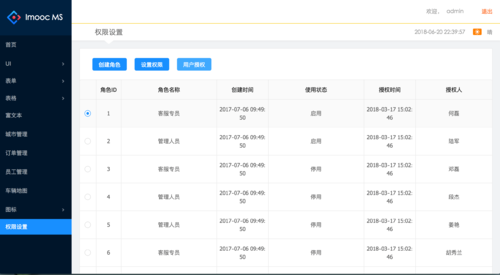 Imooc MS
欢迎，admin 退出
权限设置 2018-06-20 22:39:57 晴
首页
UI
表单
表格
富文本
城市管理
订单管理
员工管理
车辆地图
图标
权限设置
创建角色 设置权限 用户授权
角色ID 角色名称 创建时间 使用状态 授权时间 授权人
1 客服专员 2017-07-06 09:49:50 启用 2018-03-17 15:02:46 何磊
2 管理人员 2017-07-06 09:49:50 启用 2018-03-17 15:02:46 陆军
3 客服专员 2017-07-06 09:49:50 停用 2018-03-17 15:02:46 邓磊
4 管理人员 2017-07-06 09:49:50 停用 2018-03-17 15:02:46 段杰
5 管理人员 2017-07-06 09:49:50 停用 2018-03-17 15:02:46 姜艳
6 客服专员 2017-07-06 09:49:50 停用 2018-03-17 15:02:46 胡秀兰